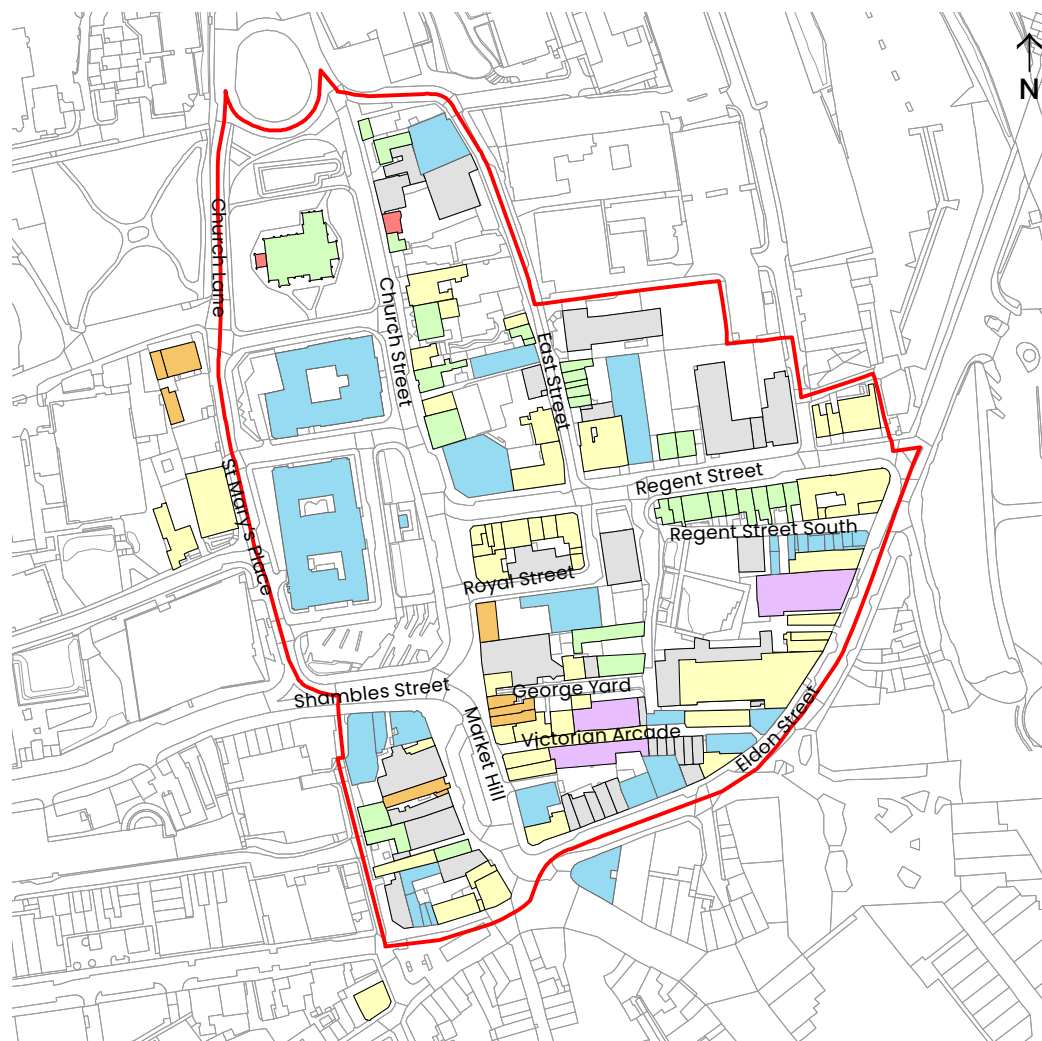 N
Church Lane
Church Street
East Street
St Mary's Place
Regent Street
Regent Street South
Royal Street
George Yard
Shambles Street
Market Hill
Victorian Arcade
Eldon Street